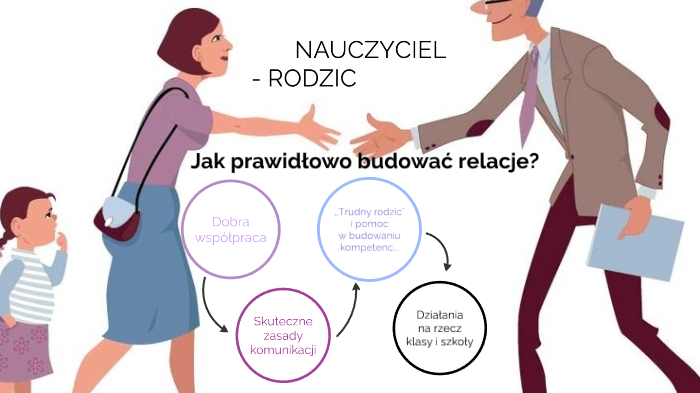 NAUCZYCIEL
- RODZIC
Jak prawidłowo budować relacje?
Dobra
współpraca
,,Trudny rodzic"
i pomoc
w budowaniu
kompetenc...
Skuteczne
zasady
komunikacji
Działania
na rzecz
klasy i szkoły